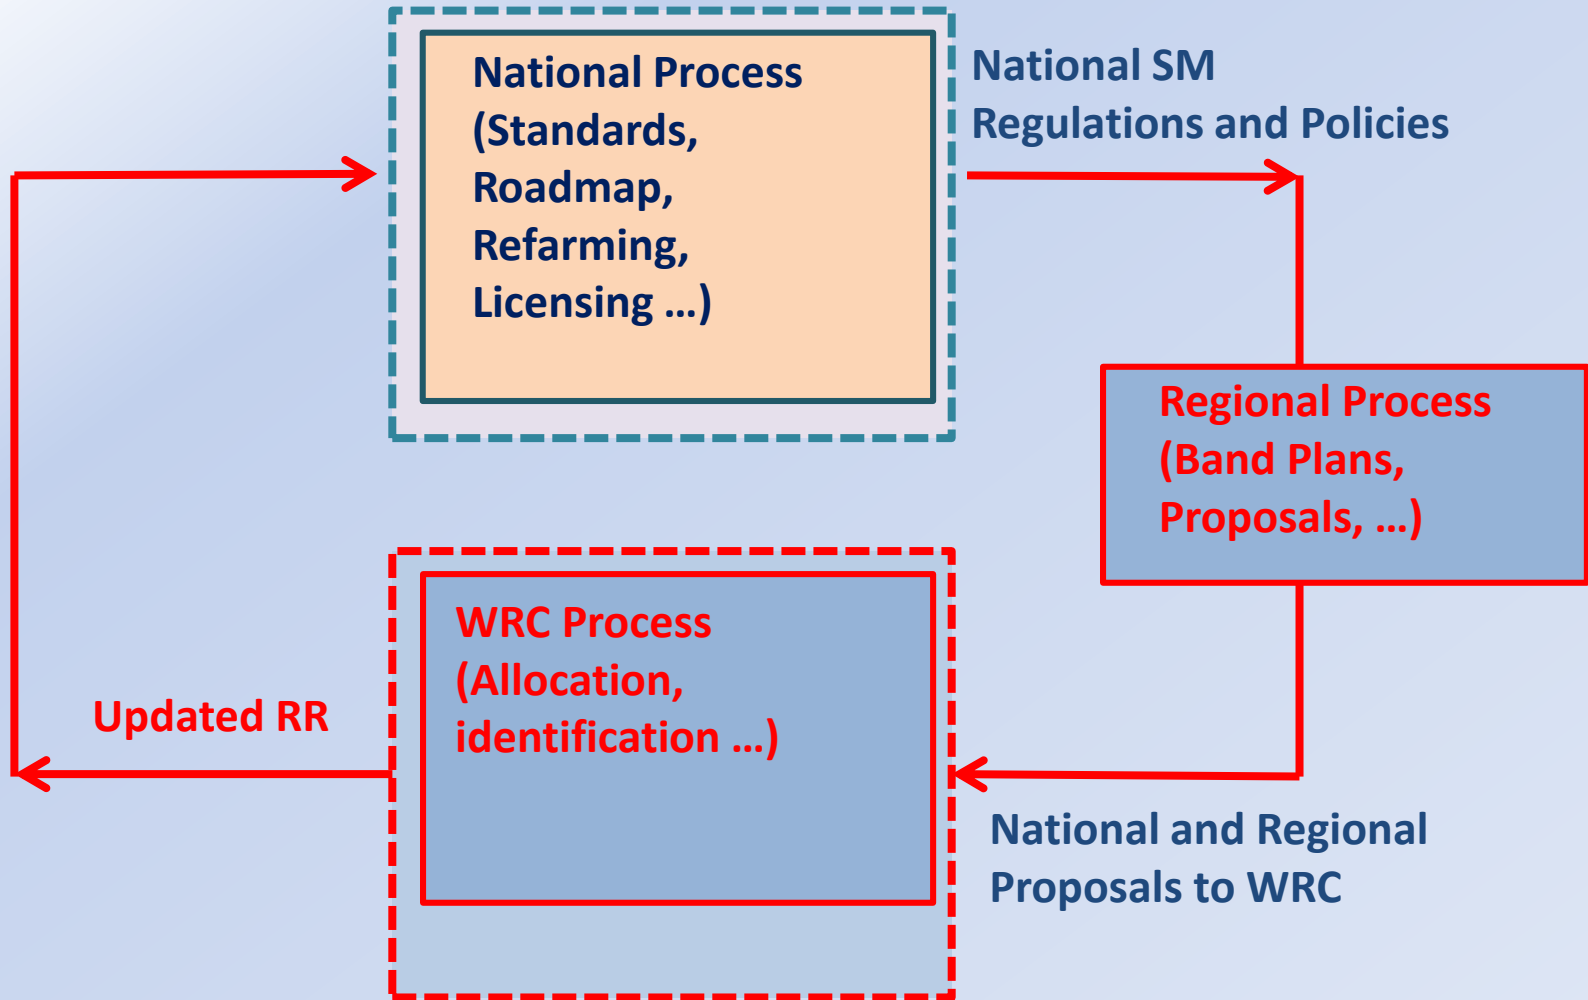 National Process
(Standards,
Roadmap,
Refarming,
Licensing ...)
National SM
Regulations and Policies
Regional Process
(Band Plans,
Proposals, ...)
WRC Process
(Allocation,
identification ...)
Updated RR
National and Regional
Proposals to WRC